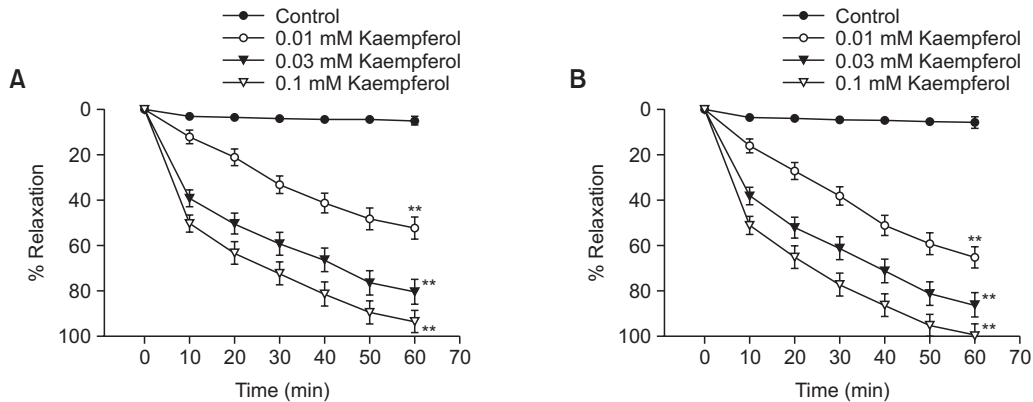 Control
0.01 mM Kaempferol
0.03 mM Kaempferol
0.1 mM Kaempferol
A
0
20
40
60
80
100
% Relaxation
**
**
**
0 10 20 30 40 50 60 70
Time (min)
Control
0.01 mM Kaempferol
0.03 mM Kaempferol
0.1 mM Kaempferol
B
0
20
40
60
80
100
% Relaxation
**
**
**
0 10 20 30 40 50 60 70
Time (min)